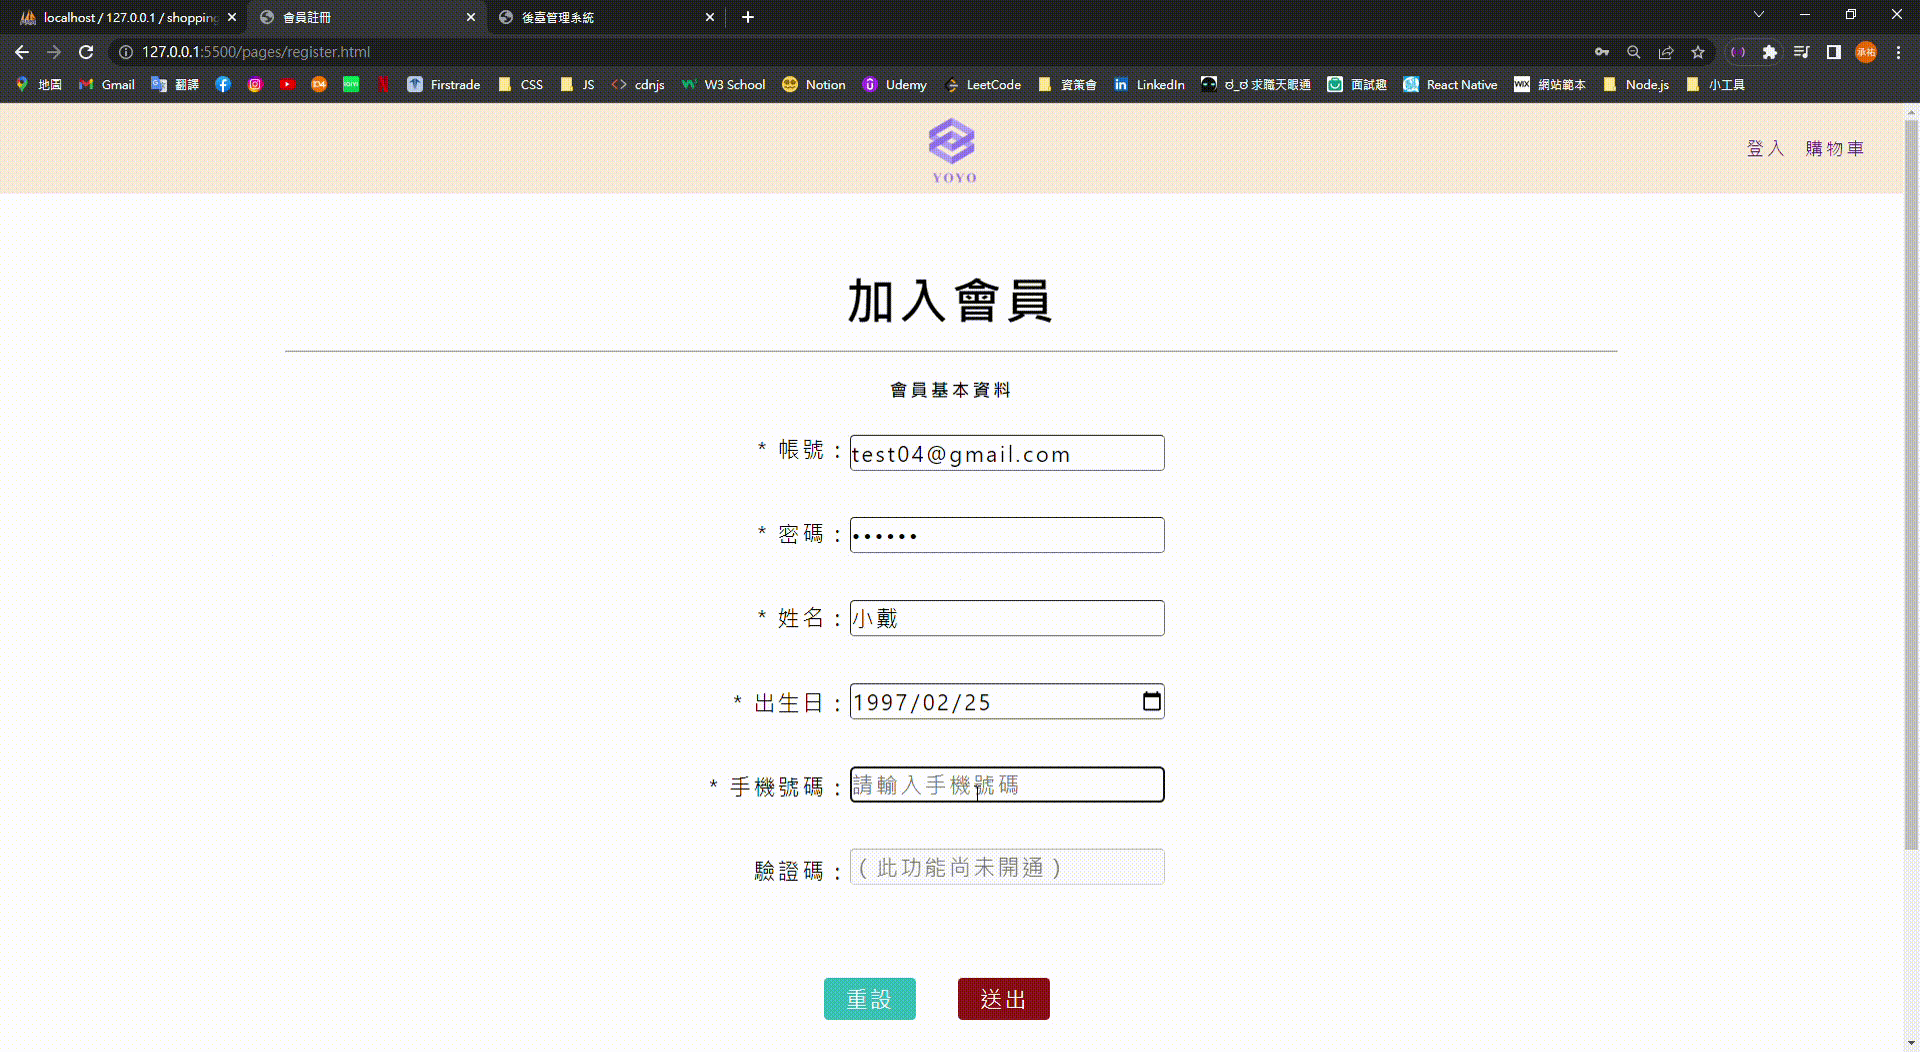 localhost / 127.0.0.1 / shopping
會員註冊
後臺管理系統
127.0.0.1:5500/pages/register.html
承祐
地圖
Gmail
翻譯
Firstrade
CSS
JS
cdnjs
W3 School
Notion
Udemy
LeetCode
資策會
LinkedIn
ಠ_ಠ 求職天眼通
面試趣
React Native
WIX 網站範本
Node.js
小工具
YOYO
登入 購物車
加入會員
會員基本資料
* 帳號 : test04@gmail.com
* 密碼 : ••••••
* 姓名 : 小戴
* 出生日 : 1997/02/25
* 手機號碼 : 請輸入手機號碼
驗證碼 : （此功能尚未開通）
重設 送出